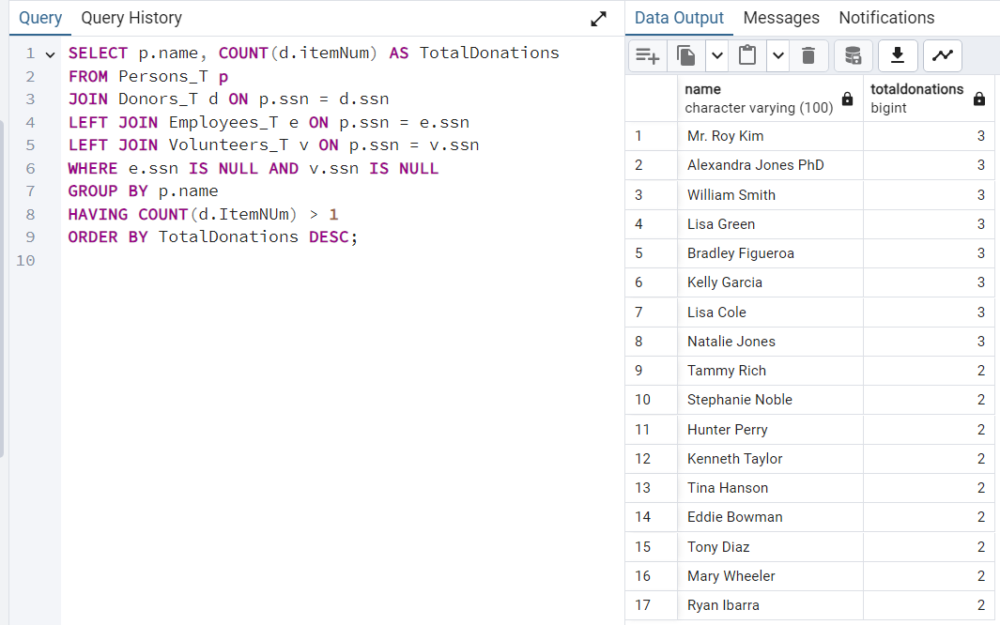 Query Query History
1 SELECT p.name, COUNT(d.itemNum) AS TotalDonations
2 FROM Persons_T p
3 JOIN Donors_T d ON p.ssn = d.ssn
4 LEFT JOIN Employees_T e ON p.ssn = e.ssn
5 LEFT JOIN Volunteers_T v ON p.ssn = v.ssn
6 WHERE e.ssn IS NULL AND v.ssn IS NULL
7 GROUP BY p.name
8 HAVING COUNT(d.ItemNUm) > 1
9 ORDER BY TotalDonations DESC;
10
Data Output Messages Notifications
name totaldonations
character varying (100) bigint
1 Mr. Roy Kim 3
2 Alexandra Jones PhD 3
3 William Smith 3
4 Lisa Green 3
5 Bradley Figueroa 3
6 Kelly Garcia 3
7 Lisa Cole 3
8 Natalie Jones 3
9 Tammy Rich 2
10 Stephanie Noble 2
11 Hunter Perry 2
12 Kenneth Taylor 2
13 Tina Hanson 2
14 Eddie Bowman 2
15 Tony Diaz 2
16 Mary Wheeler 2
17 Ryan Ibarra 2